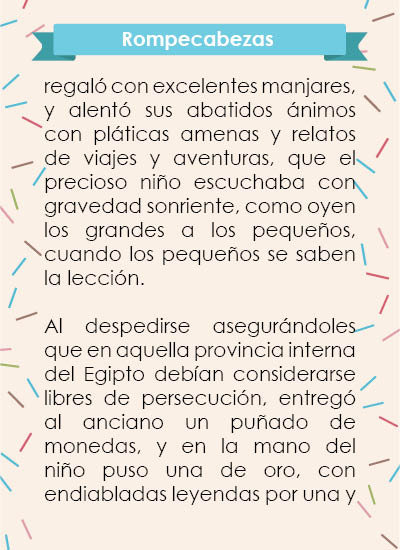 Rompecabezas
regaló con excelentes manjares,
y alentó sus abatidos ánimos
con pláticas amenas y relatos
de viajes y aventuras, que el
precioso niño escuchaba con
gravedad sonriente, como oyen
los grandes a los pequeños,
cuando los pequeños se saben
la lección.
Al despedirse asegurándoles
que en aquella provincia interna
del Egipto debían considerarse
libres de persecución, entregó
al anciano un puñado de
monedas, y en la mano del
niño puso una de oro, con
endiabladas leyendas por una y